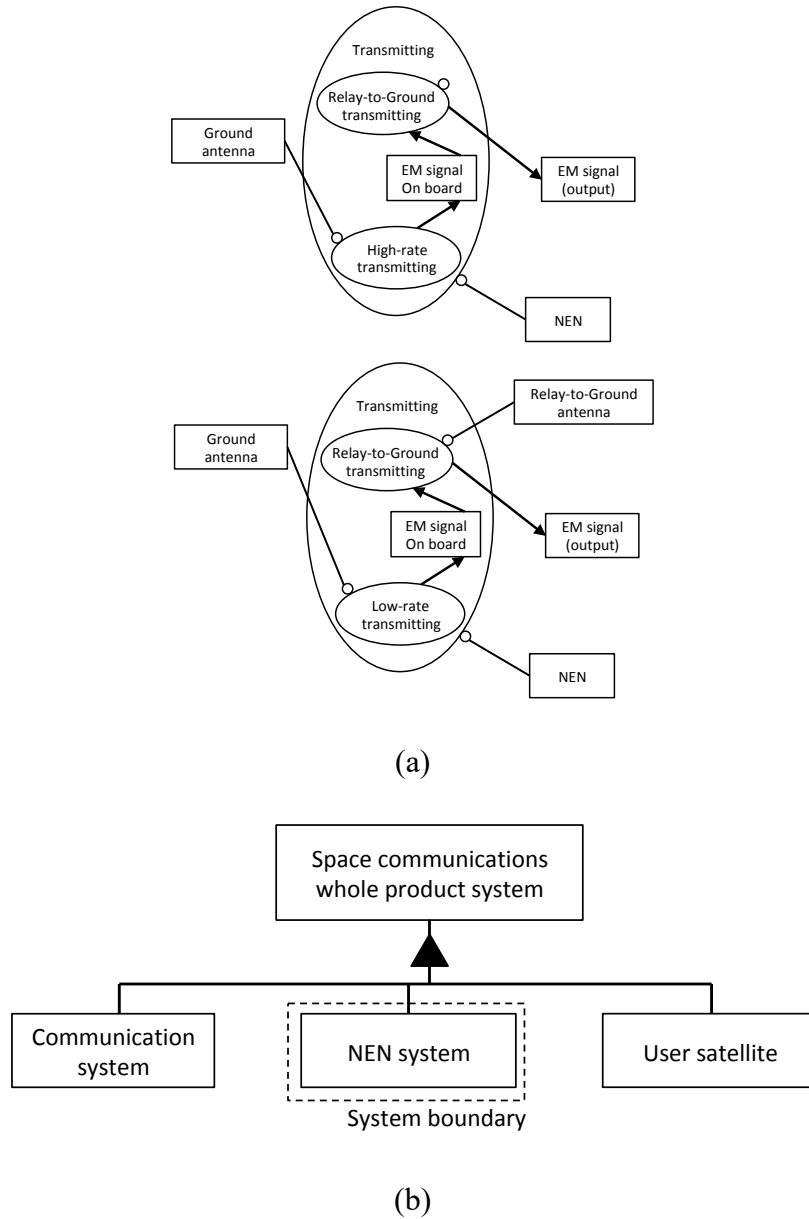 Transmitting
Relay-to-Ground
transmitting
Ground
antenna
EM signal
On board
EM signal
(output)
High-rate
transmitting
NEN
Transmitting
Relay-to-Ground
antenna
Ground
antenna
Relay-to-Ground
transmitting
EM signal
On board
EM signal
(output)
Low-rate
transmitting
NEN
(a)
Space communications
whole product system
Communication
system
NEN system
User satellite
System boundary
(b)